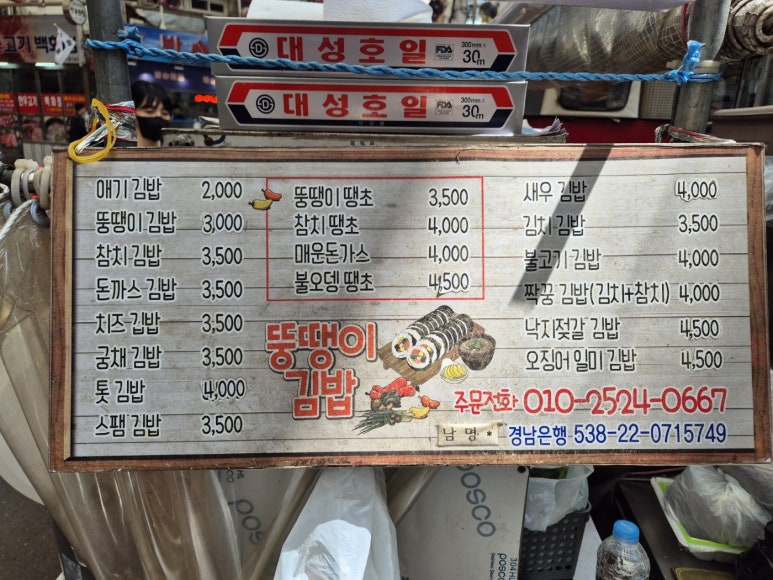 대성호일 FDA 300mm× 30m
대성호일 FDA 300mm× 30m
애기김밥 2,000
뚱땡이김밥 3,000
참치김밥 3,500
돈까스김밥 3,500
치즈김밥 3,500
궁채김밥 3,500
톳김밥 4,000
스팸김밥 3,500
뚱땡이땡초 3,500
참치땡초 4,000
매운돈가스 4,000
불오뎅땡초 4,500
뚱땡이
김밥
새우김밥 4,000
김치김밥 3,500
불고기김밥 4,000
짝꿍김밥(김치+참치) 4,000
낙지젓갈김밥 4,500
오징어일미김밥 4,500
주문전화 010-2524-0667
남명* 경남은행 538-22-0715749
posco
posco
304